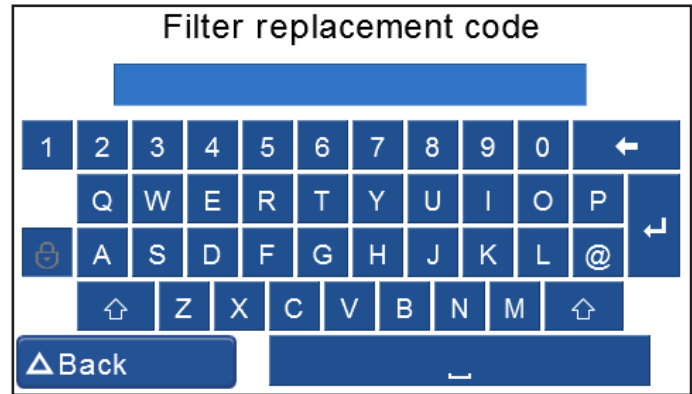 Filter replacement code
1 2 3 4 5 6 7 8 9 0
Q W E R T Y U I O P
A S D F G H J K L @
Z X C V B N M
Back